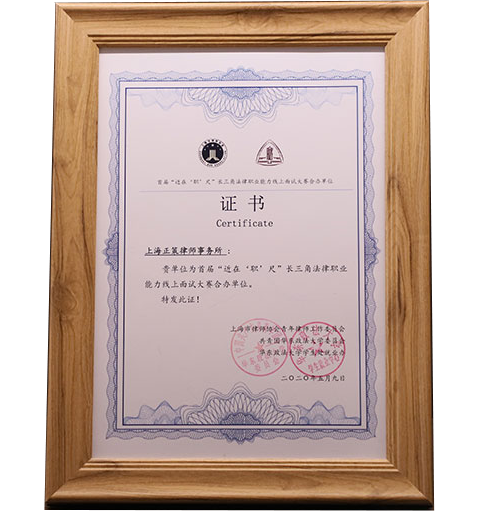 首届“近在‘职’尺”长三角法律职业能力线上面试大赛合办单位
证书
Certificate
上海正策律师事务所：
贵单位为首届“近在‘职’尺”长三角法律职业
能力线上面试大赛合办单位。
特发此证！
上海市律师协会青年律师工作委员会
共青团华东政法大学委员会
华东政法大学学生处就业办
二〇二〇年五月九日